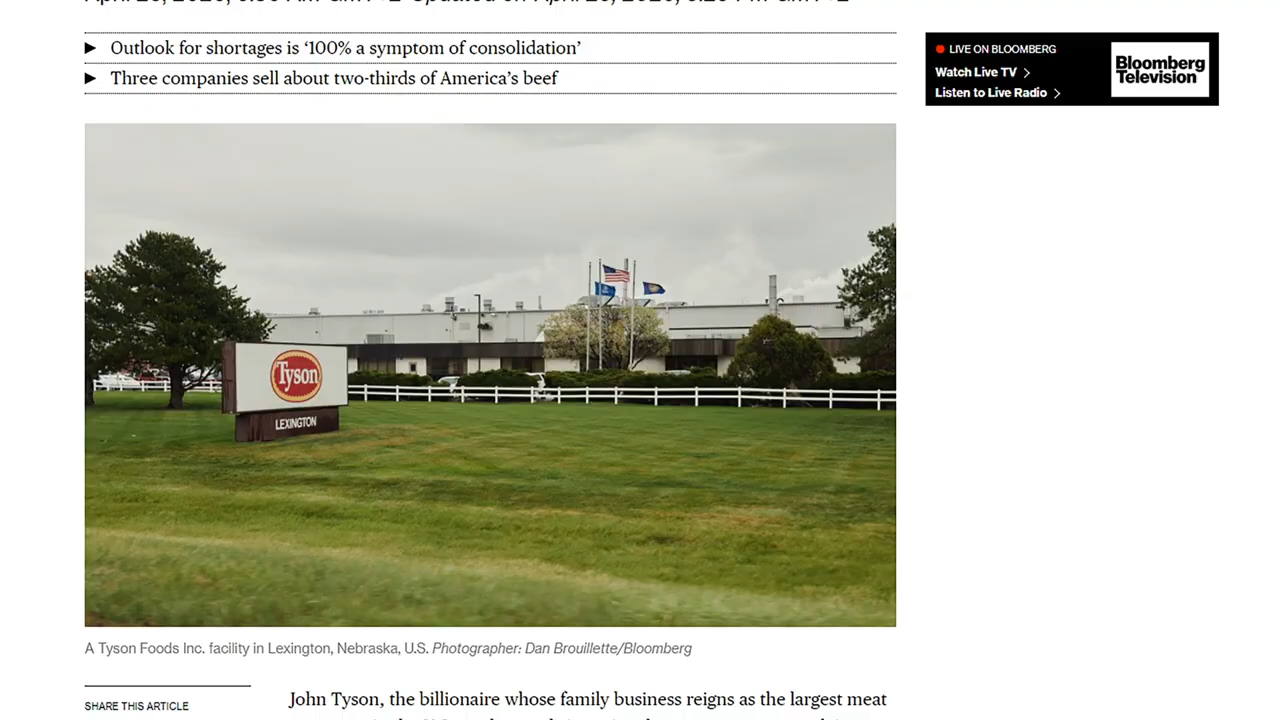 Outlook for shortages is ‘100% a symptom of consolidation’
Three companies sell about two-thirds of America’s beef
LIVE ON BLOOMBERG
Watch Live TV
Listen to Live Radio
Bloomberg
Television
Tyson
LEXINGTON
A Tyson Foods Inc. facility in Lexington, Nebraska, U.S. Photographer: Dan Brouillette/Bloomberg
SHARE THIS ARTICLE
John Tyson, the billionaire whose family business reigns as the largest meat